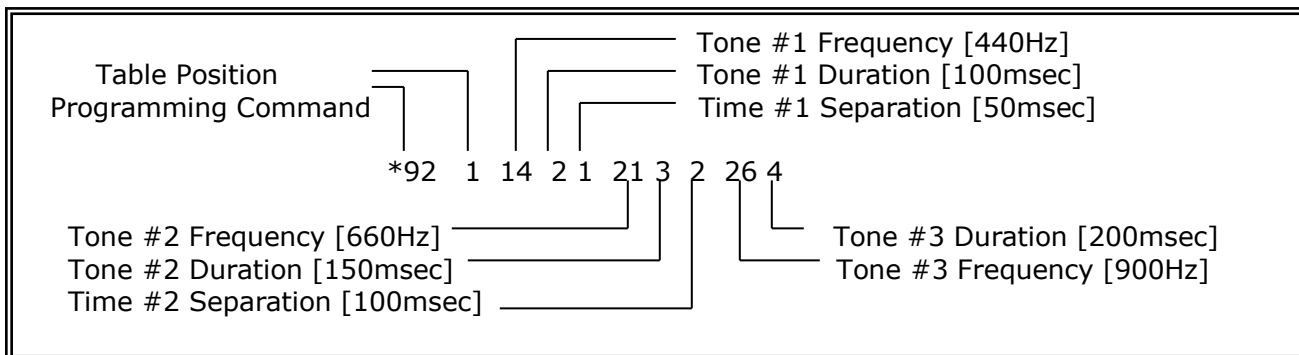 Tone #1 Frequency [440Hz]
Table Position
Tone #1 Duration [100msec]
Programming Command
Time #1 Separation [50msec]
*92 1 14 2 1 21 3 2 26 4
Tone #2 Frequency [660Hz]
Tone #3 Duration [200msec]
Tone #2 Duration [150msec]
Tone #3 Frequency [900Hz]
Time #2 Separation [100msec]